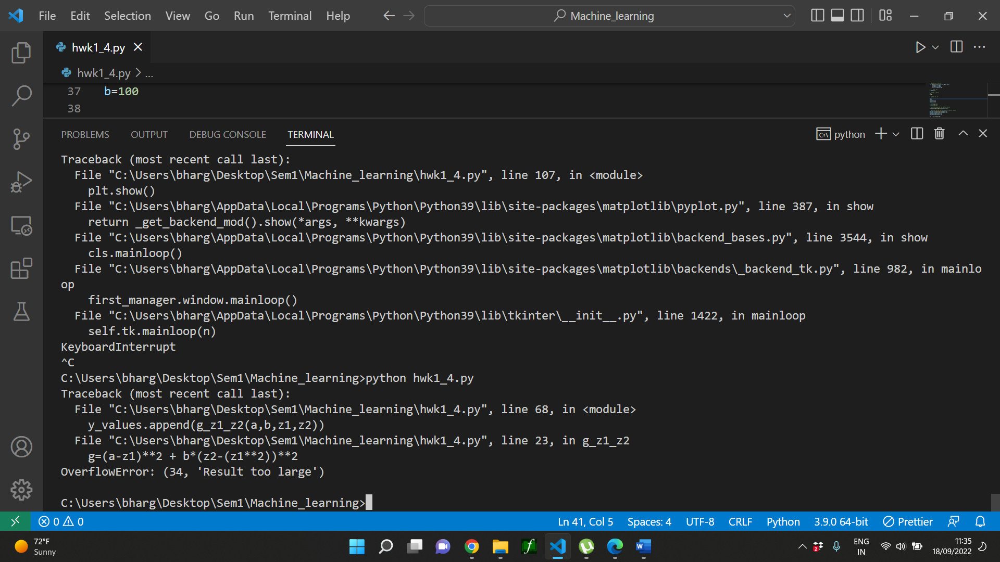 File Edit Selection View Go Run Terminal Help Machine_learning
hwk1_4.py
hwk1_4.py > ...
37 b=100
38
PROBLEMS OUTPUT DEBUG CONSOLE TERMINAL python
Traceback (most recent call last):
  File "C:\Users\bharg\Desktop\Sem1\Machine_learning\hwk1_4.py", line 107, in <module>
    plt.show()
  File "C:\Users\bharg\AppData\Local\Programs\Python\Python39\lib\site-packages\matplotlib\pyplot.py", line 387, in show
    return _get_backend_mod().show(*args, **kwargs)
  File "C:\Users\bharg\AppData\Local\Programs\Python\Python39\lib\site-packages\matplotlib\backend_bases.py", line 3544, in show
    cls.mainloop()
  File "C:\Users\bharg\AppData\Local\Programs\Python\Python39\lib\site-packages\matplotlib\backends\_backend_tk.py", line 982, in mainlo
op
    first_manager.window.mainloop()
  File "C:\Users\bharg\AppData\Local\Programs\Python\Python39\lib\tkinter\__init__.py", line 1422, in mainloop
    self.tk.mainloop(n)
KeyboardInterrupt
^C
C:\Users\bharg\Desktop\Sem1\Machine_learning>python hwk1_4.py
Traceback (most recent call last):
  File "C:\Users\bharg\Desktop\Sem1\Machine_learning\hwk1_4.py", line 68, in <module>
    y_values.append(g_z1_z2(a,b,z1,z2))
  File "C:\Users\bharg\Desktop\Sem1\Machine_learning\hwk1_4.py", line 23, in g_z1_z2
    g=(a-z1)**2 + b*(z2-(z1**2))**2
OverflowError: (34, 'Result too large')
C:\Users\bharg\Desktop\Sem1\Machine_learning>
0 0 Ln 41, Col 5 Spaces: 4 UTF-8 CRLF Python 3.9.0 64-bit Prettier
72°F
Sunny
2
ENG
IN
11:35
18/09/2022